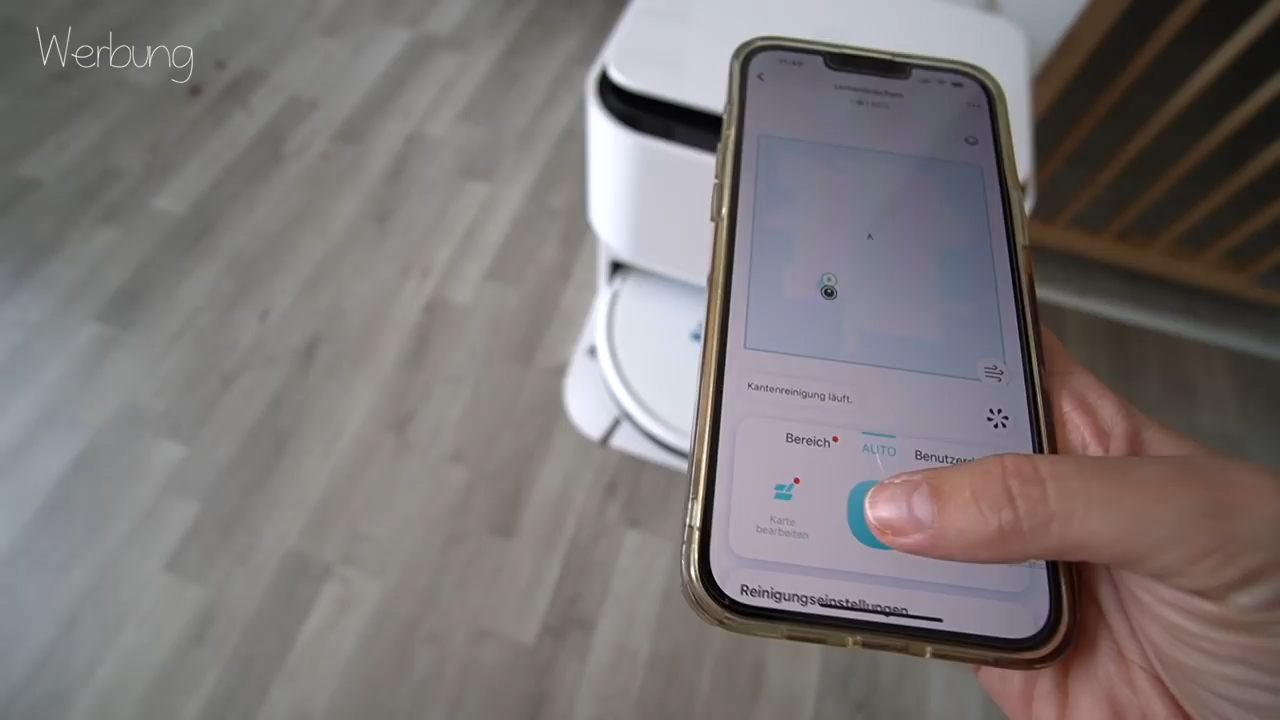 Werbung
Kantenreinigung läuft.
Bereich
AUTO
Karte
bearbeiten
Reinigungseinstellungen